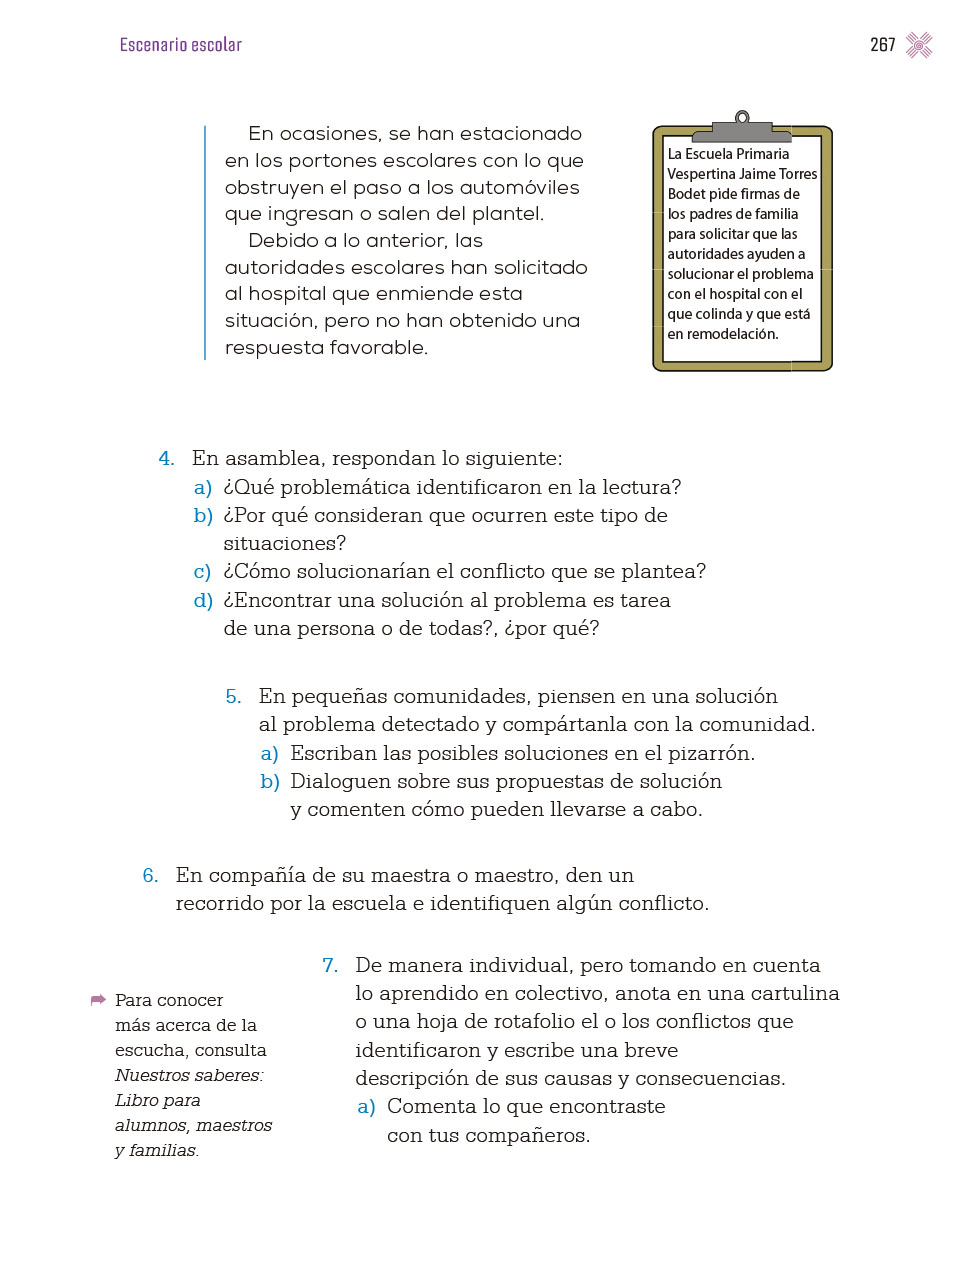 Escenario escolar
267
En ocasiones, se han estacionado
en los portones escolares con lo que
obstruyen el paso a los automóviles
que ingresan o salen del plantel.
Debido a lo anterior, las
autoridades escolares han solicitado
al hospital que enmiende esta
situación, pero no han obtenido una
respuesta favorable.
La Escuela Primaria
Vespertina Jaime Torres
Bodet pide firmas de
los padres de familia
para solicitar que las
autoridades ayuden a
solucionar el problema
con el hospital con el
que colinda y que está
en remodelación.
4. En asamblea, respondan lo siguiente:
a) ¿Qué problemática identificaron en la lectura?
b) ¿Por qué consideran que ocurren este tipo de
situaciones?
c) ¿Cómo solucionarían el conflicto que se plantea?
d) ¿Encontrar una solución al problema es tarea
de una persona o de todas?, ¿por qué?
5. En pequeñas comunidades, piensen en una solución
al problema detectado y compártanla con la comunidad.
a) Escriban las posibles soluciones en el pizarrón.
b) Dialoguen sobre sus propuestas de solución
y comenten cómo pueden llevarse a cabo.
6. En compañía de su maestra o maestro, den un
recorrido por la escuela e identifiquen algún conflicto.
7. De manera individual, pero tomando en cuenta
lo aprendido en colectivo, anota en una cartulina
o una hoja de rotafolio el o los conflictos que
identificaron y escribe una breve
descripción de sus causas y consecuencias.
a) Comenta lo que encontraste
con tus compañeros.
Para conocer
más acerca de la
escucha, consulta
Nuestros saberes:
Libro para
alumnos, maestros
y familias.